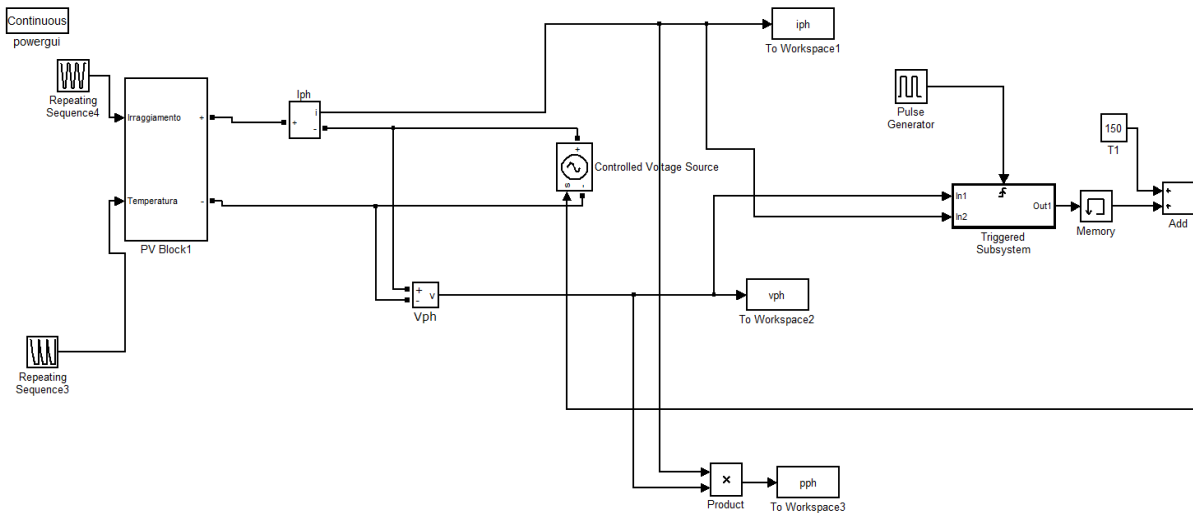 Continuous
powergui
Repeating
Sequence4
Irraggiamento
+
Temperatura
-
PV Block1
Iph
i
+
-
iph
To Workspace1
+
s
-
Controlled Voltage Source
Pulse
Generator
150
T1
In1
In2
Out1
Triggered
Subsystem
Memory
+
+
Add
+
-
v
Vph
vph
To Workspace2
Repeating
Sequence3
×
Product
pph
To Workspace3